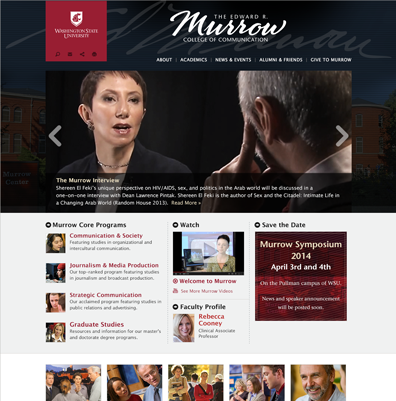 WASHINGTON STATE
UNIVERSITY
THE EDWARD R.
Murrow
COLLEGE OF COMMUNICATION
ABOUT | ACADEMICS | NEWS & EVENTS | ALUMNI & FRIENDS | GIVE TO MURROW
The Murrow Interview
Shereen El Feki's unique perspective on HIV/AIDS, sex, and politics in the Arab world will be discussed in a
one-on-one interview with Dean Lawrence Pintak. Shereen El Feki is the author of Sex and the Citadel: Intimate Life in
a Changing Arab World (Random House 2013). Read More »
Murrow Core Programs
Communication & Society
Featuring studies in organizational and
intercultural communication.
Journalism & Media Production
Our top-ranked program featuring studies
in journalism and broadcast production.
Strategic Communication
Our acclaimed program featuring studies in
public relations and advertising.
Graduate Studies
Resources and information for our master's
and doctorate degree programs.
Watch
Welcome to Murrow
See More Murrow Videos
Faculty Profile
Rebecca
Cooney
Clinical Associate
Professor
Save the Date
Murrow Symposium
2014
April 3rd and 4th
On the Pullman campus of WSU.
News and speaker announcement
will be posted soon.